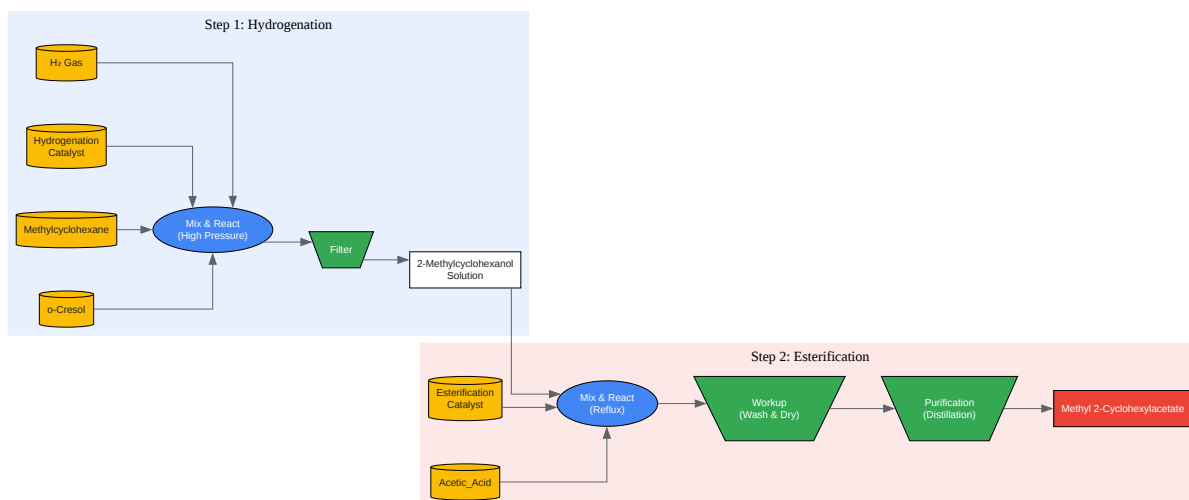 Step 1: Hydrogenation
H₂ Gas
Hydrogenation
Catalyst
Methylcyclohexane
Mix & React
(High Pressure)
Filter
2-Methylcyclohexanol
Solution
o-Cresol
Step 2: Esterification
Esterification
Catalyst
Mix & React
(Reflux)
Workup
(Wash & Dry)
Purification
(Distillation)
Methyl 2-Cyclohexylacetate
Acetic_Acid